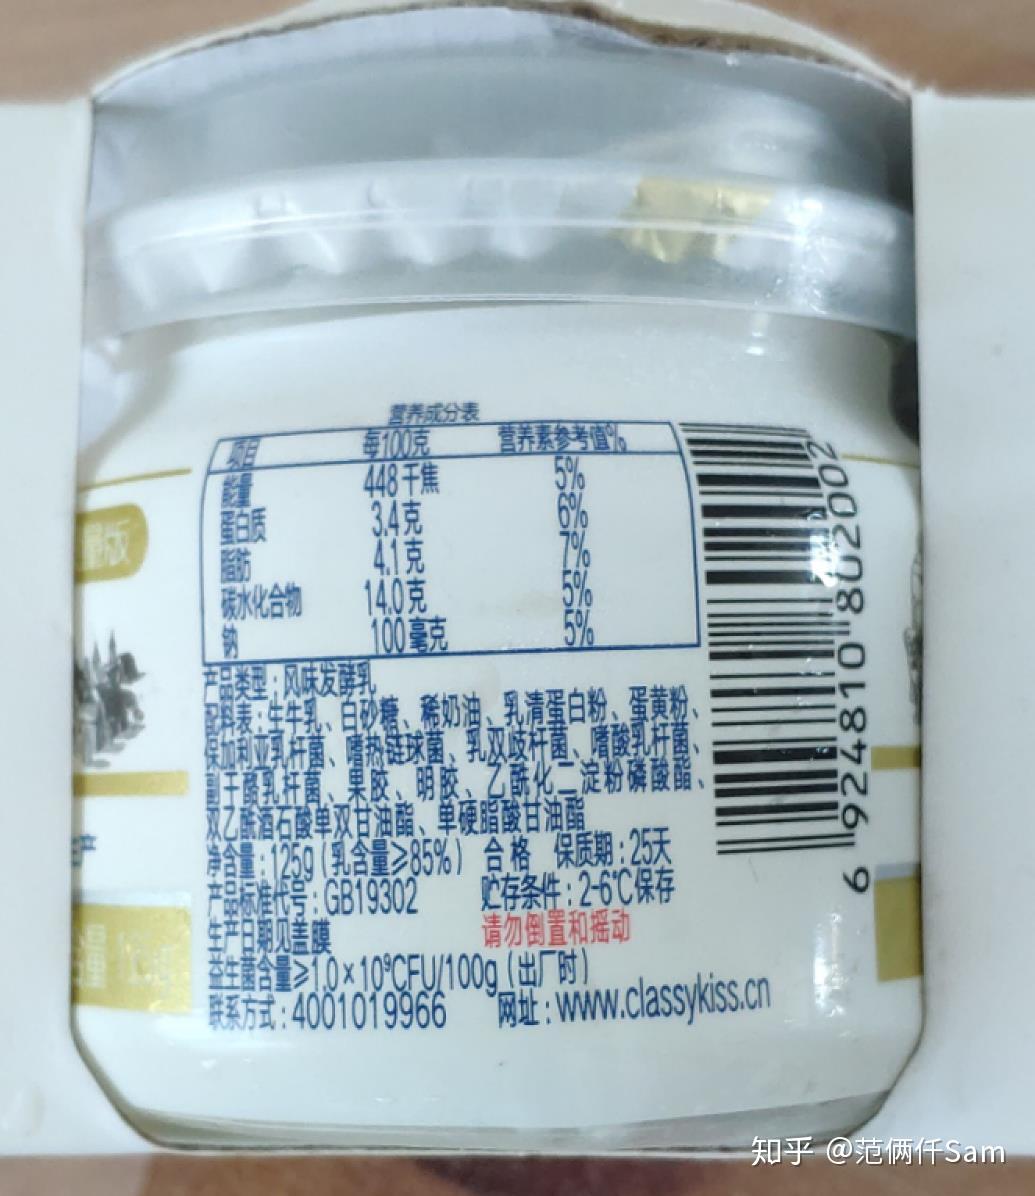 营养成分表
项目 每100克 营养素参考值%
能量 448千焦 5%
蛋白质 3.4克 6%
脂肪 4.1克 7%
碳水化合物 14.0克 5%
钠 100毫克 5%
产品类型：风味发酵乳
配料表：生牛乳、白砂糖、稀奶油、乳清蛋白粉、蛋黄粉、
保加利亚乳杆菌、嗜热链球菌、乳双歧杆菌、嗜酸乳杆菌、
副干酪乳杆菌、果胶、明胶、乙酰化二淀粉磷酸酯、
双乙酰酒石酸单双甘油酯、单硬脂酸甘油酯
净含量：125g（乳含量≥85%） 合格 保质期：25天
产品标准代号：GB19302 贮存条件：2-6℃保存
生产日期见盖膜 请勿倒置和摇动
益生菌含量≥1.0×10⁹CFU/100g（出厂时）
联系方式：4001019966 网址：www.classykiss.cn
6 924810 802002
量版
产
含量 125g
知乎 @范俩仟Sam